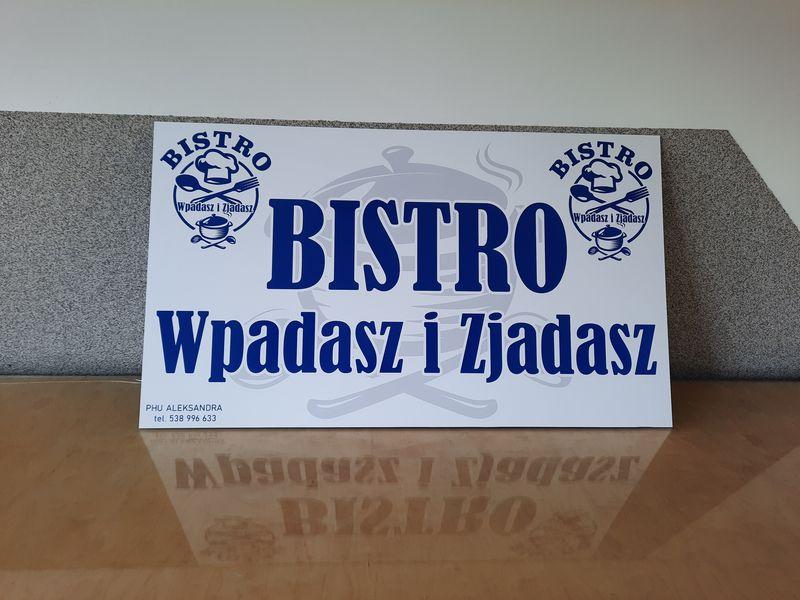 BISTRO
Wpadasz i Zjadasz
BISTRO
Wpadasz i Zjadasz
BISTRO
Wpadasz i Zjadasz
PHU ALEKSANDRA
tel. 538 996 633